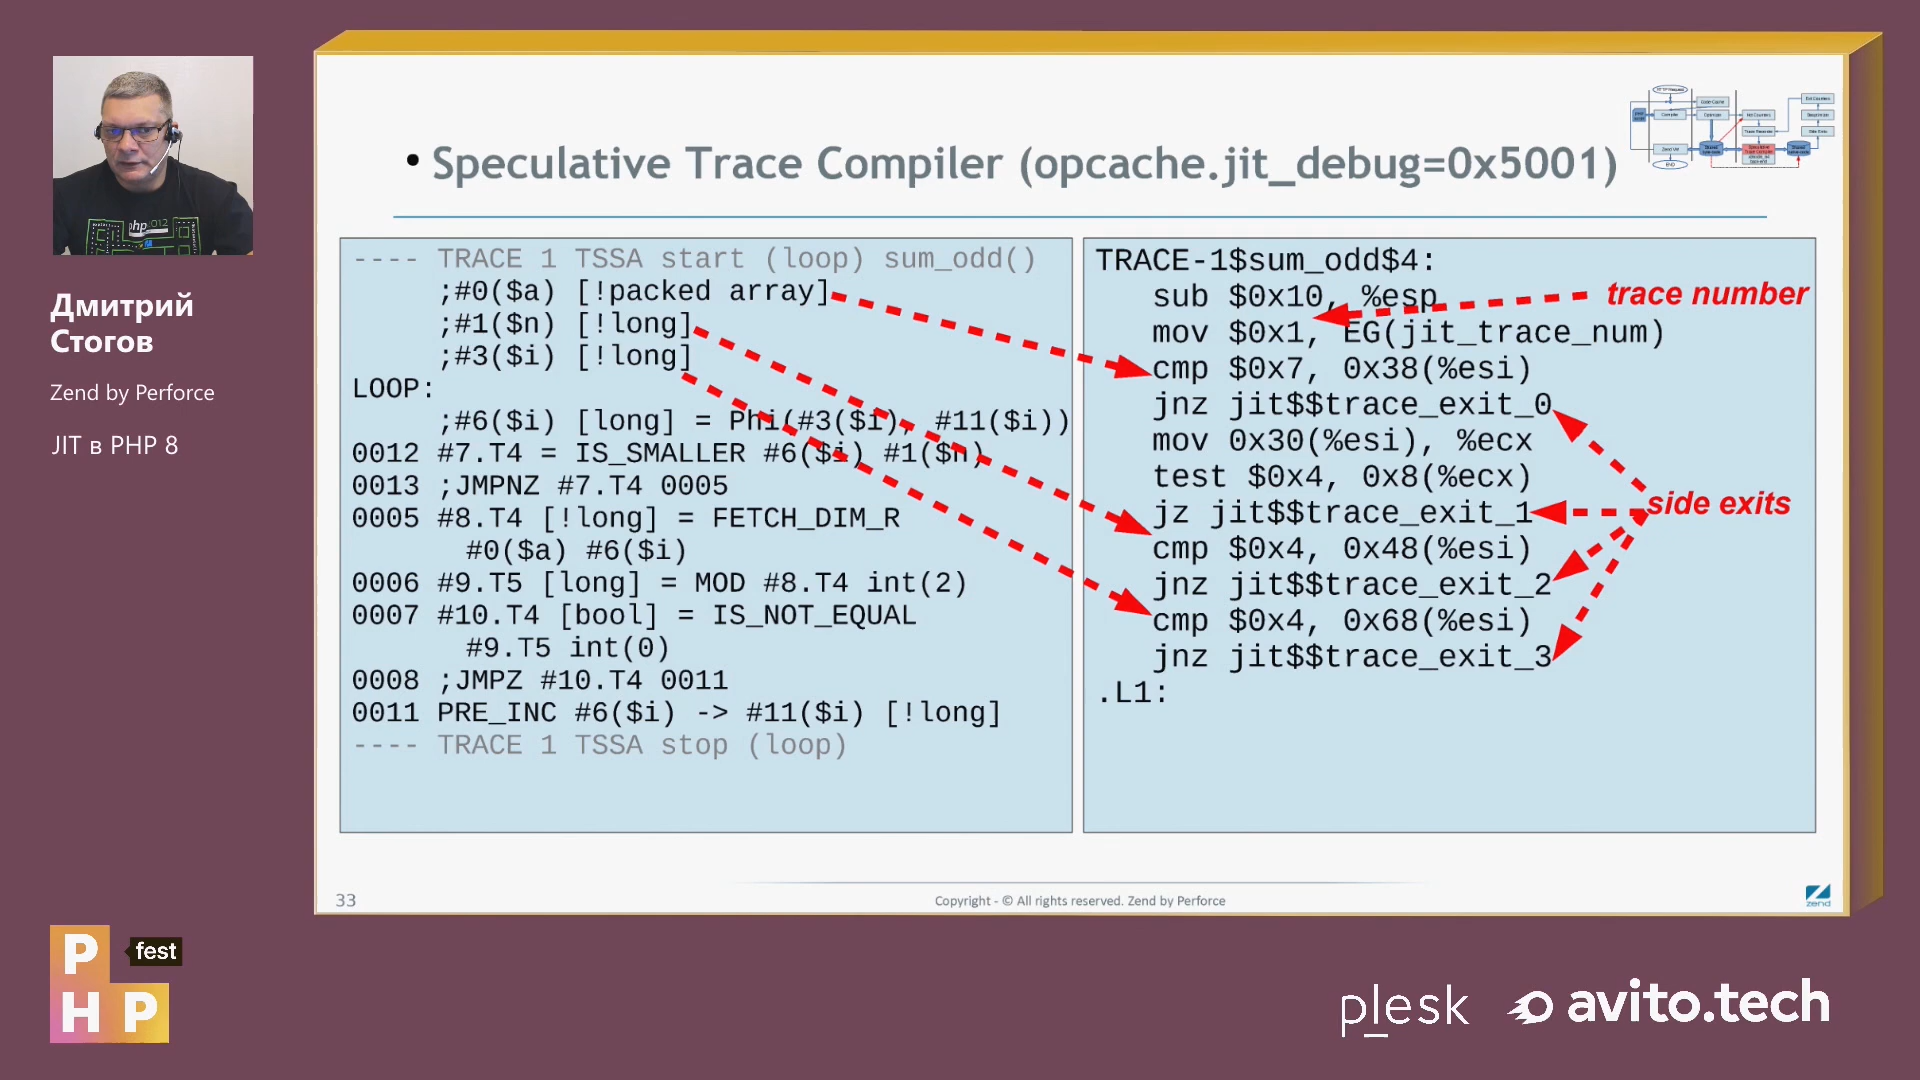 Дмитрий
Стогов
Zend by Perforce
JIT в PHP 8
• Speculative Trace Compiler (opcache.jit_debug=0x5001)
---- TRACE 1 TSSA start (loop) sum_odd()
;#0($a) [!packed array]
;#1($n) [!long]
;#3($i) [!long]
LOOP:
;#6($i) [long] = Phi(#3($i), #11($i))
0012 #7.T4 = IS_SMALLER #6($i) #1($n)
0013 ;JMPNZ #7.T4 0005
0005 #8.T4 [!long] = FETCH_DIM_R
#0($a) #6($i)
0006 #9.T5 [long] = MOD #8.T4 int(2)
0007 #10.T4 [bool] = IS_NOT_EQUAL
#9.T5 int(0)
0008 ;JMPZ #10.T4 0011
0011 PRE_INC #6($i) -> #11($i) [!long]
---- TRACE 1 TSSA stop (loop)
TRACE-1$sum_odd$4:
sub $0x10, %esp
mov $0x1, EG(jit_trace_num)
cmp $0x7, 0x38(%esi)
jnz jit$$trace_exit_0
mov 0x30(%esi), %ecx
test $0x4, 0x8(%ecx)
jz jit$$trace_exit_1
cmp $0x4, 0x48(%esi)
jnz jit$$trace_exit_2
cmp $0x4, 0x68(%esi)
jnz jit$$trace_exit_3
.L1:
trace number
side exits
33
Copyright - © All rights reserved. Zend by Perforce
zend
P fest
H P
plesk
avito.tech